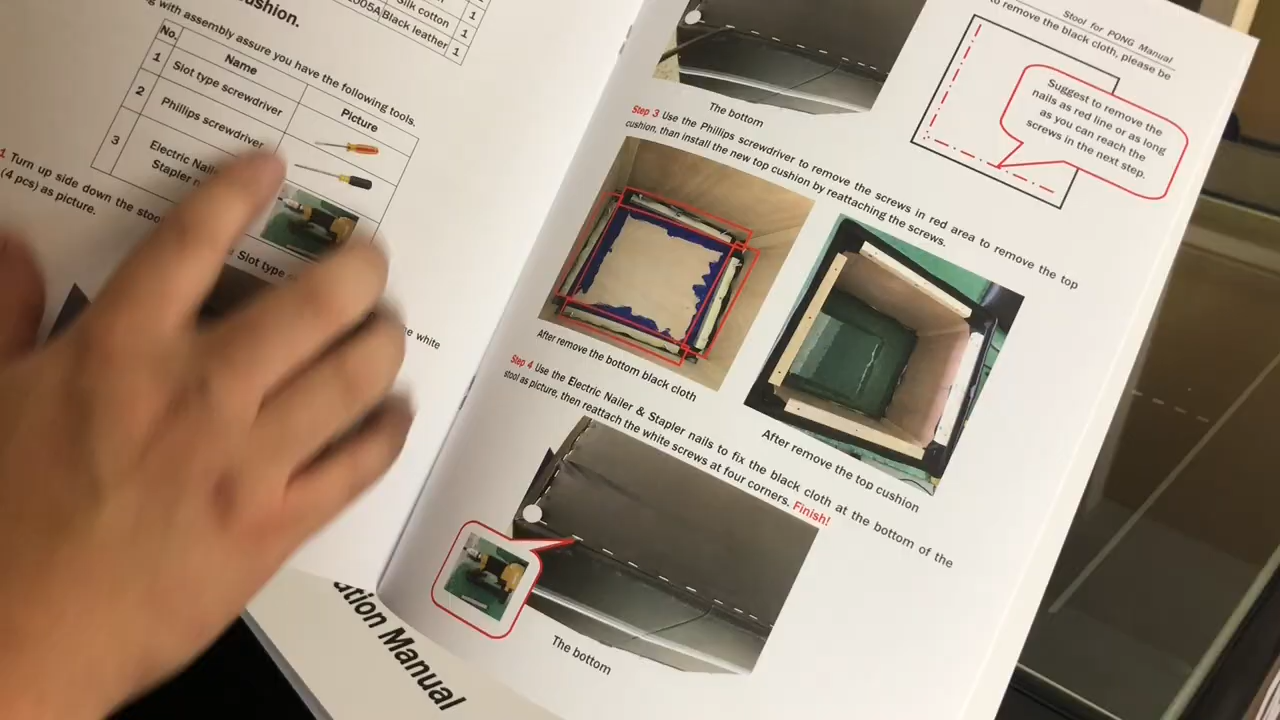 Silk cotton 1
005A Black leather 1
cushion.
with assembly assure you have the following tools.
No. Name Picture
1 Slot type screwdriver
2 Phillips screwdriver
3 Electric Nailer
Stapler
1 Turn up side down the
(4 pcs) as picture.
Slot type
white
ation Manual
Stool for PONG Manual
to remove the black cloth, please be
Suggest to remove the
nails as red line or as long
as you can reach the
screws in the next step.
The bottom
Step 3 Use the Phillips screwdriver to remove the screws in red area to remove the top
cushion, than install the new top cushion by reattaching the screws.
After remove the bottom black cloth
After remove the top cushion
Step 4 Use the Electric Nailer & Stapler nails to fix the black cloth at the bottom of the
stool as picture, then reattach the white screws at four corners. Finish!
The bottom